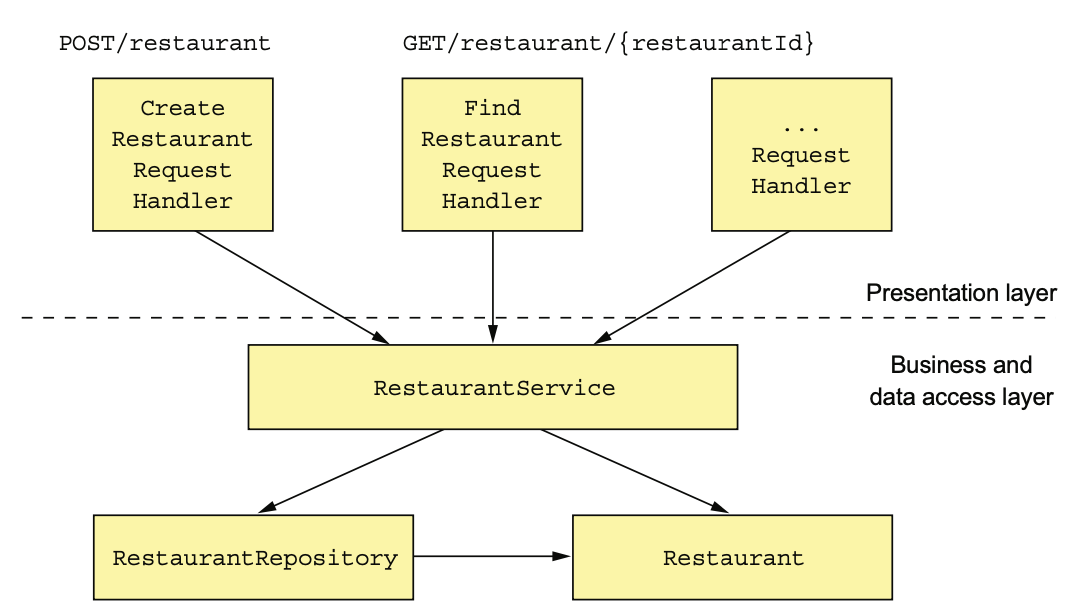 POST/restaurant
GET/restaurant/{restaurantId}
Create
Restaurant
Request
Handler
Find
Restaurant
Request
Handler
...
Request
Handler
Presentation layer
Business and
data access layer
RestaurantService
RestaurantRepository
Restaurant